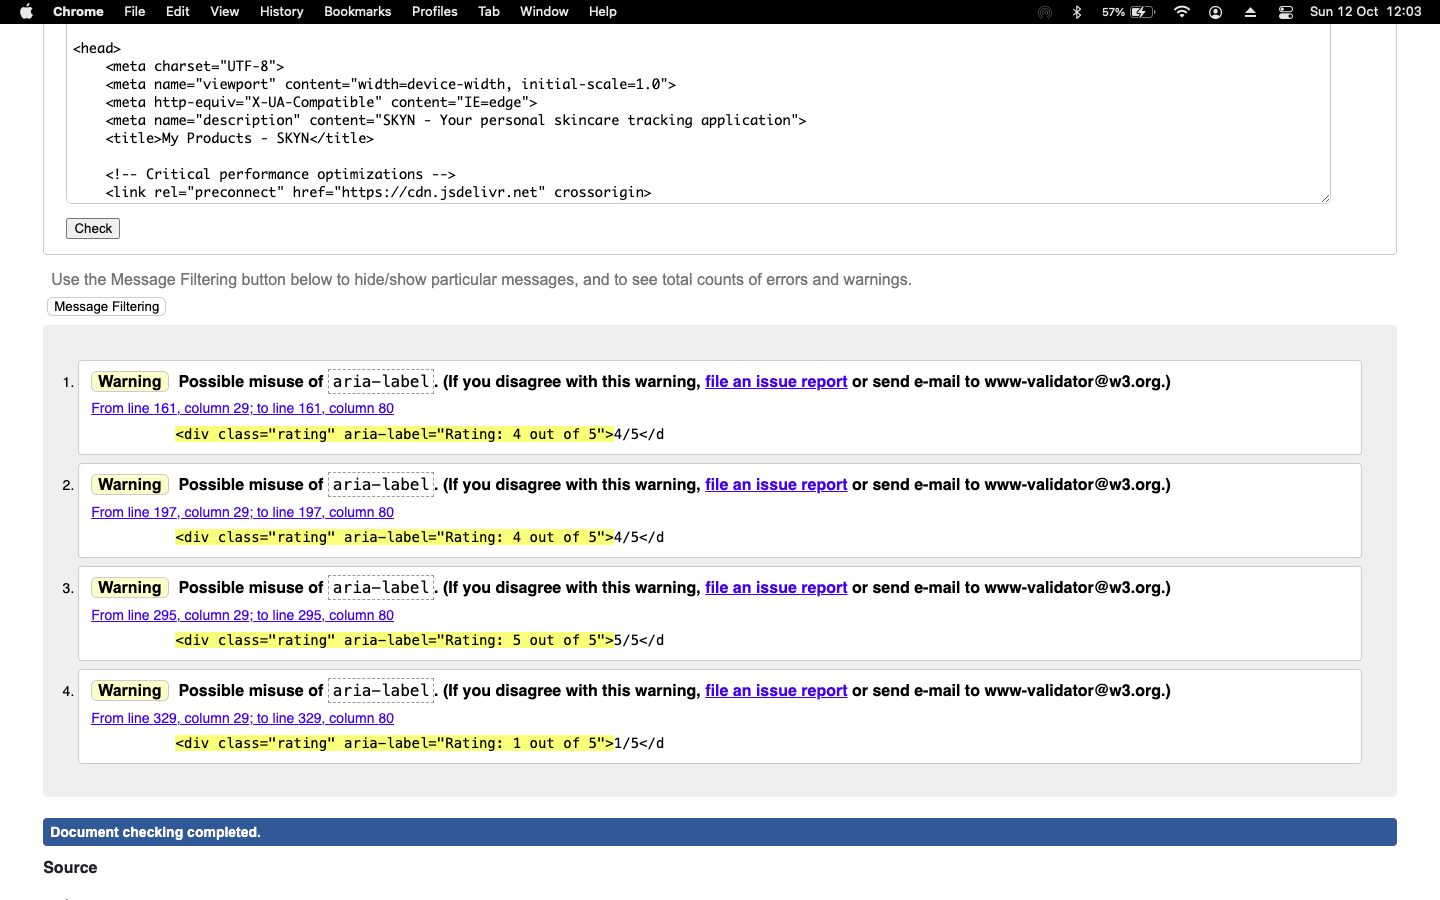 Chrome File Edit View History Bookmarks Profiles Tab Window Help 57% Sun 12 Oct 12:03
<head>
<meta charset="UTF-8">
<meta name="viewport" content="width=device-width, initial-scale=1.0">
<meta http-equiv="X-UA-Compatible" content="IE=edge">
<meta name="description" content="SKYN - Your personal skincare tracking application">
<title>My Products - SKYN</title>
<!-- Critical performance optimizations -->
<link rel="preconnect" href="https://cdn.jsdelivr.net" crossorigin>
Check
Use the Message Filtering button below to hide/show particular messages, and to see total counts of errors and warnings.
Message Filtering
1. Warning Possible misuse of aria-label. (If you disagree with this warning, file an issue report or send e-mail to www-validator@w3.org.)
From line 161, column 29; to line 161, column 80
<div class="rating" aria-label="Rating: 4 out of 5">4/5</d
2. Warning Possible misuse of aria-label. (If you disagree with this warning, file an issue report or send e-mail to www-validator@w3.org.)
From line 197, column 29; to line 197, column 80
<div class="rating" aria-label="Rating: 4 out of 5">4/5</d
3. Warning Possible misuse of aria-label. (If you disagree with this warning, file an issue report or send e-mail to www-validator@w3.org.)
From line 295, column 29; to line 295, column 80
<div class="rating" aria-label="Rating: 5 out of 5">5/5</d
4. Warning Possible misuse of aria-label. (If you disagree with this warning, file an issue report or send e-mail to www-validator@w3.org.)
From line 329, column 29; to line 329, column 80
<div class="rating" aria-label="Rating: 1 out of 5">1/5</d
Document checking completed.
Source